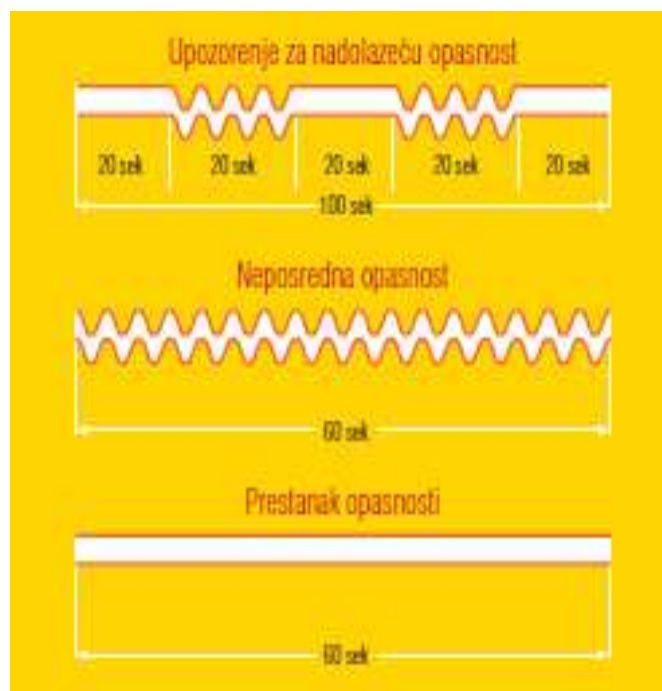 Upozorenje za nadolazeću opasnost
20 sek 20 sek 20 sek 20 sek 20 sek
100 sek
Neposredna opasnost
60 sek
Prestanak opasnosti
60 sek